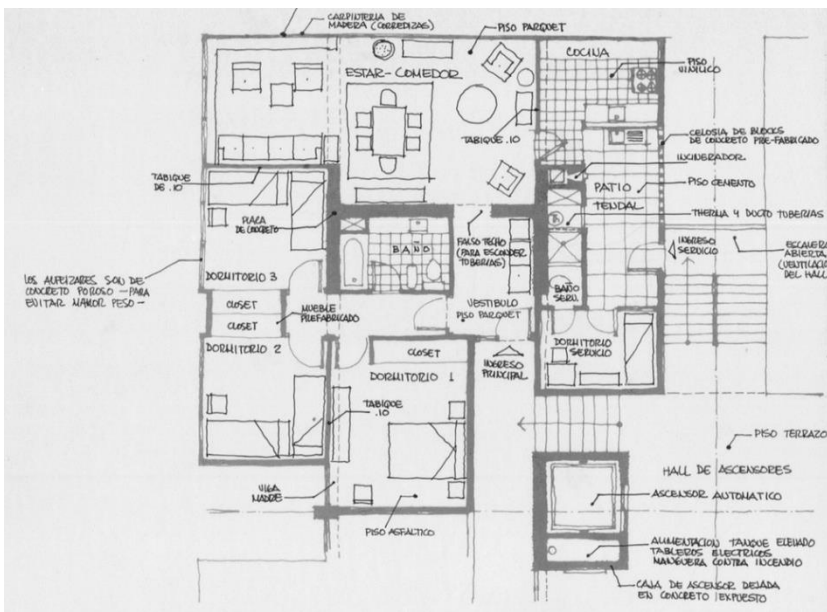 CARPINTERIA DE
MADERA (CORREDIZAS)
PISO PARQUET
COCINA
PISO
VINILICO
ESTAR-COMEDOR
TABIQUE .10
CELOSIA DE BLOCKS
DE CONCRETO PRE-FABRICADO
INCINERADOR
TABIQUE
DE .10
PATIO
TENDAL
PISO CEMENTO
PLACA
DE CONCRETO
BAÑO
FALSO TECHO
(PARA ESCONDER
TUBERIAS)
THERMA Y DUCTO TUBERIAS
INGRESO
SERVICIO
ESCALERA
ABIERTA
(VENTILACIO
DEL HALL
DORMITORIO 3
LOS ALFEIZARES SON DE
CONCRETO POROSO - PARA
EVITAR MAYOR PESO -
CLOSET
CLOSET
MUEBLE
PREFABRICADO
VESTIBULO
PISO PARQUET
BAÑO
SERV.
DORMITORIO 2
CLOSET
DORMITORIO 1
INGRESO
PRINCIPAL
DORMITORIO
SERVICIO
TABIQUE
.10
PISO TERRAZO
HALL DE ASCENSORES
VIGA
MADRE
ASCENSOR AUTOMATICO
PISO ASFALTICO
ALIMENTACION TANQUE ELEVADO
TABLEROS ELECTRICOS
MANGUERA CONTRA INCENDIO
CAJA DE ASCENSOR DEJADA
EN CONCRETO EXPUESTO